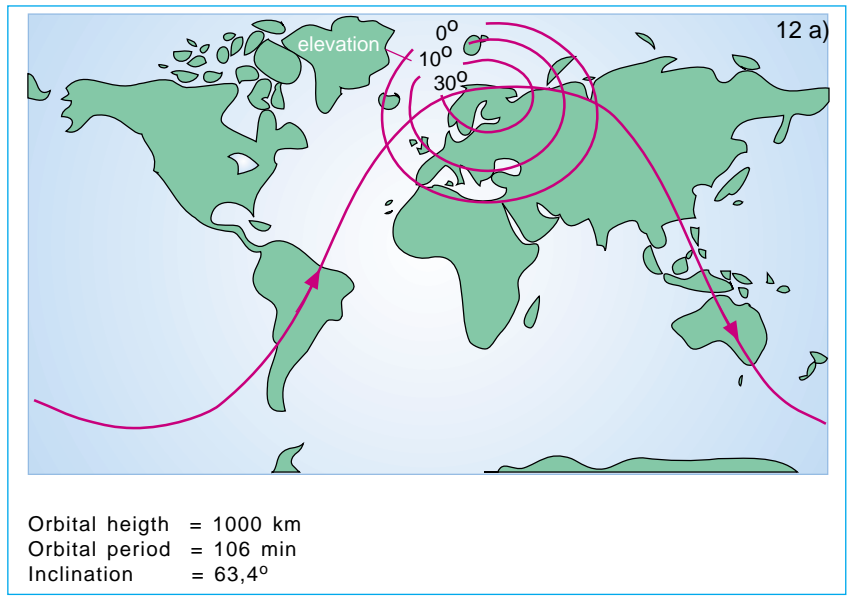 12 a)
0º
elevation
10º
30º
Orbital heigth = 1000 km
Orbital period = 106 min
Inclination = 63,4º